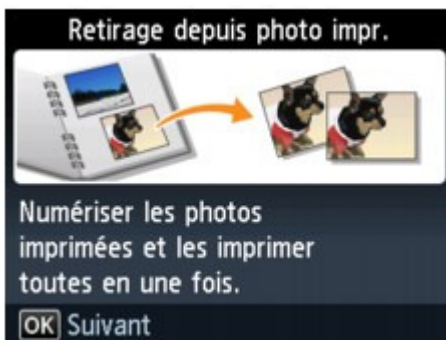 Retirage depuis photo impr.
Numériser les photos
imprimées et les imprimer
toutes en une fois.
OK Suivant